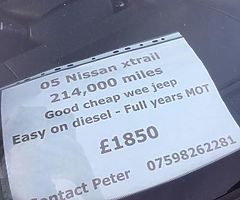 05 Nissan xtrail
214,000 miles
Good cheap wee jeep
Easy on diesel - Full years MOT
£1850
Contact Peter 07598262281